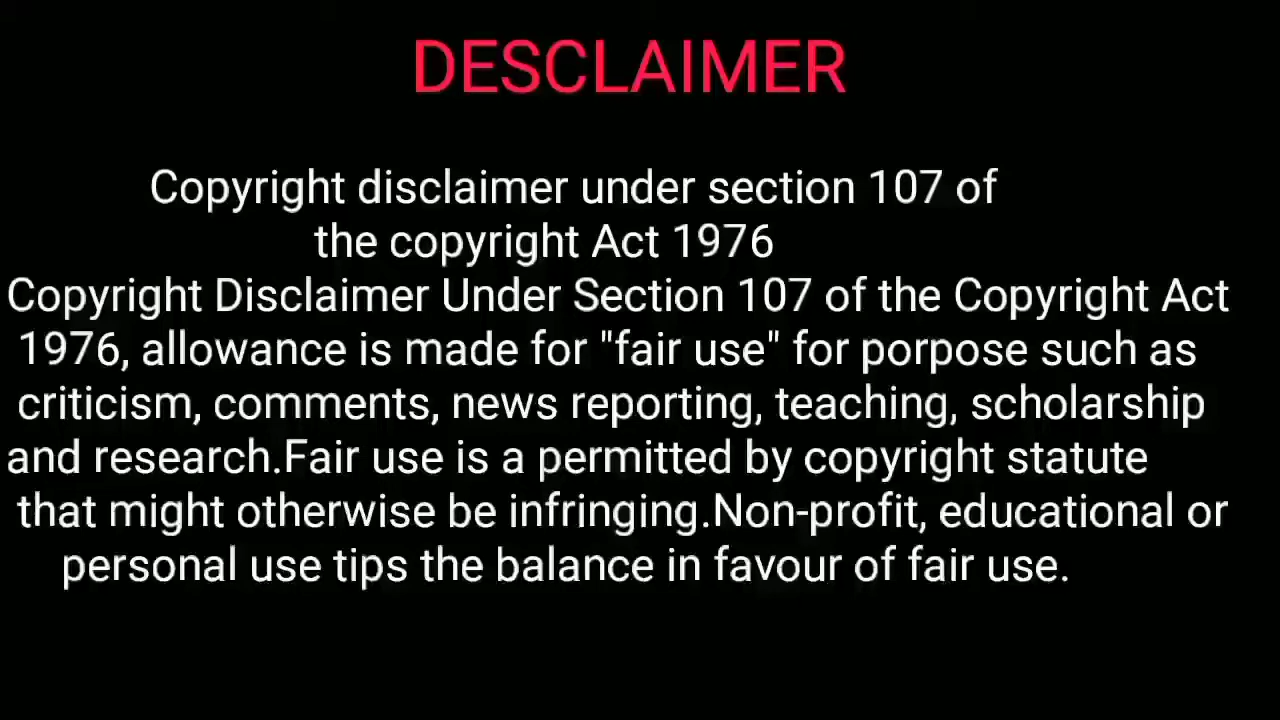 DESCLAIMER
Copyright disclaimer under section 107 of
the copyright Act 1976
Copyright Disclaimer Under Section 107 of the Copyright Act
1976, allowance is made for "fair use" for porpose such as
criticism, comments, news reporting, teaching, scholarship
and research.Fair use is a permitted by copyright statute
that might otherwise be infringing.Non-profit, educational or
personal use tips the balance in favour of fair use.